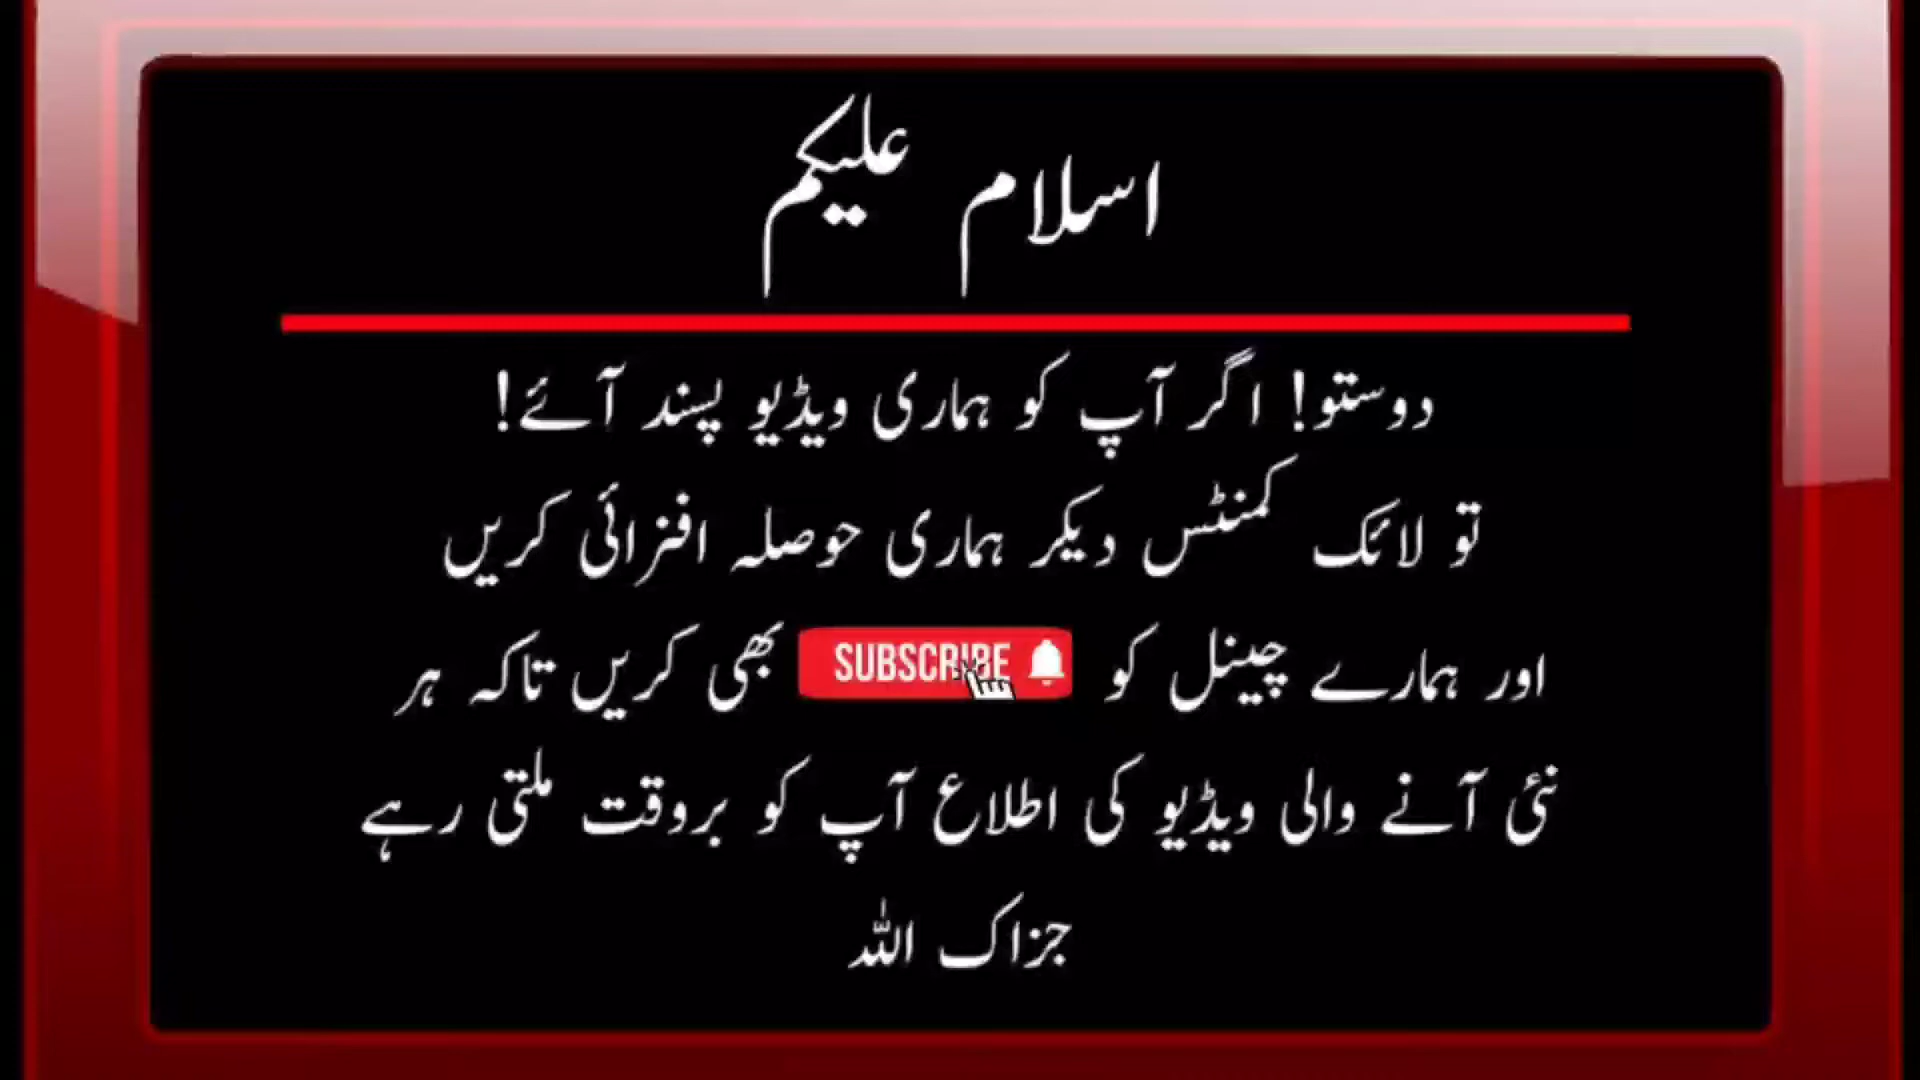 اسلام علیکم
دوستو! اگر آپ کو ہماری ویڈیو پسند آئے!
تو لائک کمنٹس دیکر ہماری حوصلہ افزائی کریں
اور ہمارے چینل کو SUBSCRIBE بھی کریں تاکہ ہر
نئی آنے والی ویڈیو کی اطلاع آپ کو بروقت ملتی رہے
جزاک اللہ